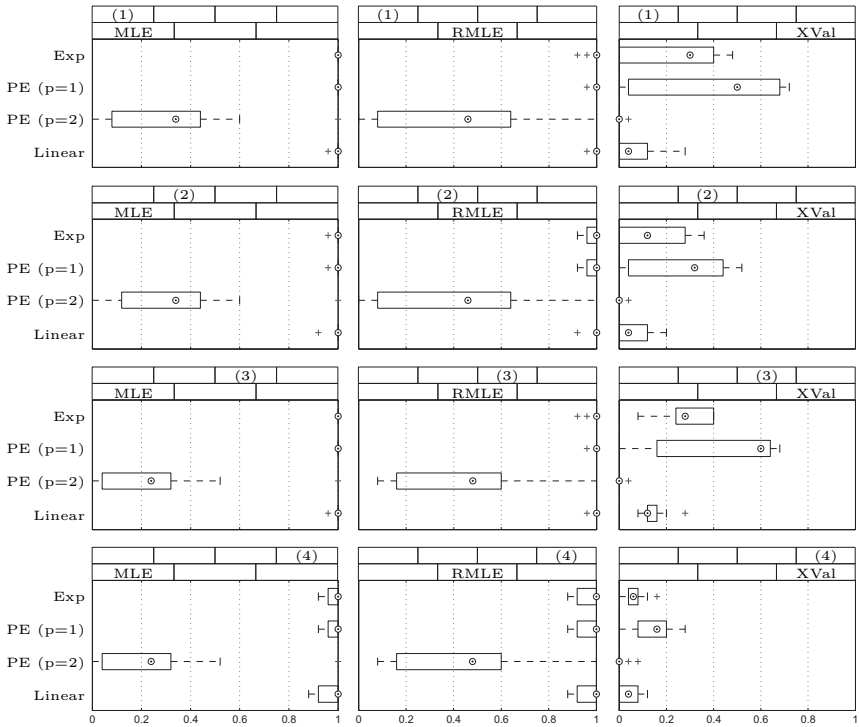 (1) (1) (1)
MLE RMLE XVal
Exp
PE (p=1)
PE (p=2)
Linear
(2) (2) (2)
MLE RMLE XVal
Exp
PE (p=1)
PE (p=2)
Linear
(3) (3) (3)
MLE RMLE XVal
Exp
PE (p=1)
PE (p=2)
Linear
(4) (4) (4)
MLE RMLE XVal
Exp
PE (p=1)
PE (p=2)
Linear
0 0.2 0.4 0.6 0.8 1 0 0.2 0.4 0.6 0.8 1 0 0.2 0.4 0.6 0.8 1